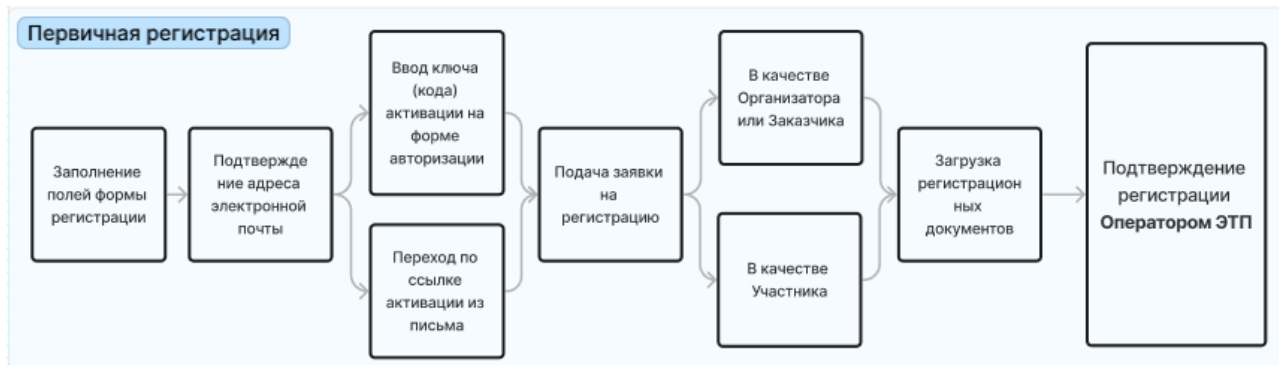 Первичная регистрация
Заполнение
полей формы
регистрации
Подтвержде
ние адреса
электронной
почты
Ввод ключа
(кода)
активации на
форме
авторизации
Переход по
ссылке
активации из
письма
Подача заявки
на
регистрацию
В качестве
Организатора
или Заказчика
В качестве
Участника
Загрузка
регистрацион
ных
документов
Подтверждение
регистрации
Оператором ЭТП